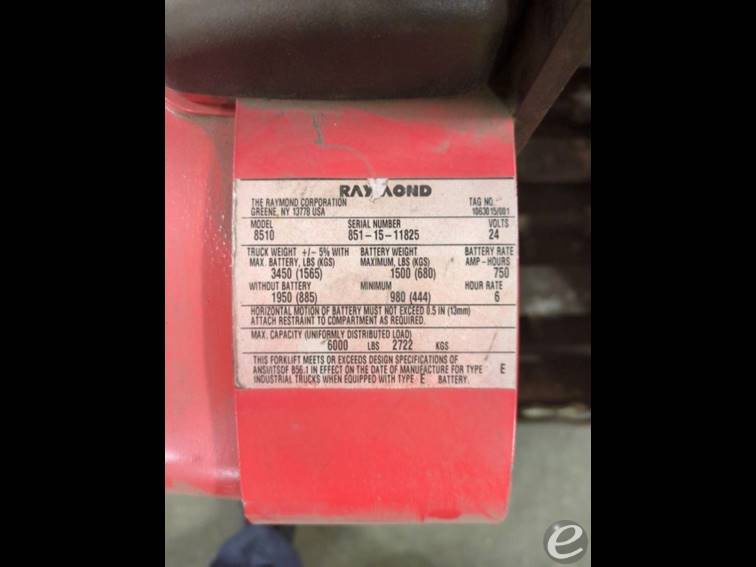 RAYMOND
THE RAYMOND CORPORATION
GREENE, NY 13778 USA
TAG NO.
1063015/001
MODEL SERIAL NUMBER VOLTS
8510 851-15-11825 24
TRUCK WEIGHT +/- 5% WITH BATTERY WEIGHT BATTERY RATE
MAX. BATTERY, LBS (KGS) MAXIMUM, LBS (KGS) AMP-HOURS
3450 (1565) 1500 (680) 750
WITHOUT BATTERY MINIMUM HOUR RATE
1950 (885) 980 (444) 6
HORIZONTAL MOTION OF BATTERY MUST NOT EXCEED 0.5 IN (13mm)
ATTACH RESTRAINT TO COMPARTMENT AS REQUIRED.
MAX. CAPACITY (UNIFORMLY DISTRIBUTED LOAD)
6000 LBS 2722 KGS
THIS FORKLIFT MEETS OR EXCEEDS DESIGN SPECIFICATIONS OF
ANSI/ITSDF B56.1 IN EFFECT ON THE DATE OF MANUFACTURE FOR TYPE E
INDUSTRIAL TRUCKS WHEN EQUIPPED WITH TYPE E BATTERY.
e